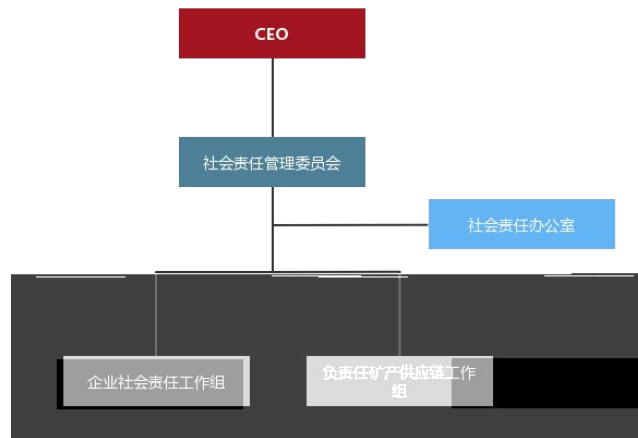 CEO
社会责任管理委员会
社会责任办公室
企业社会责任工作组
负责任矿产供应链工作
组